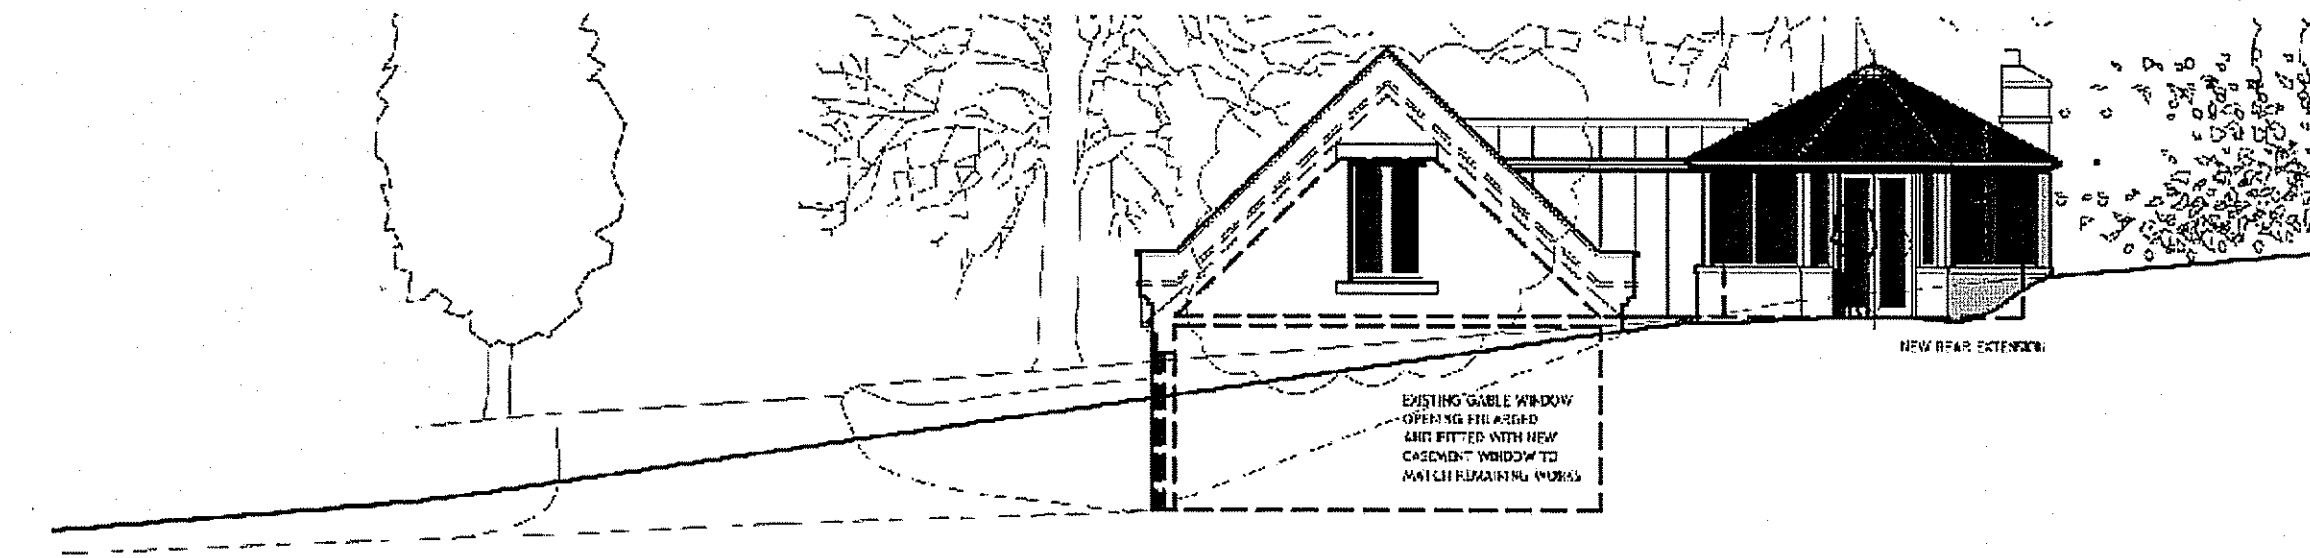 NEW REAR EXTENSION
EXISTING GABLE WINDOW
OPENING ENLARGED
AND FITTED WITH NEW
CASEMENT WINDOW TO
MATCH REMAINING WORKS